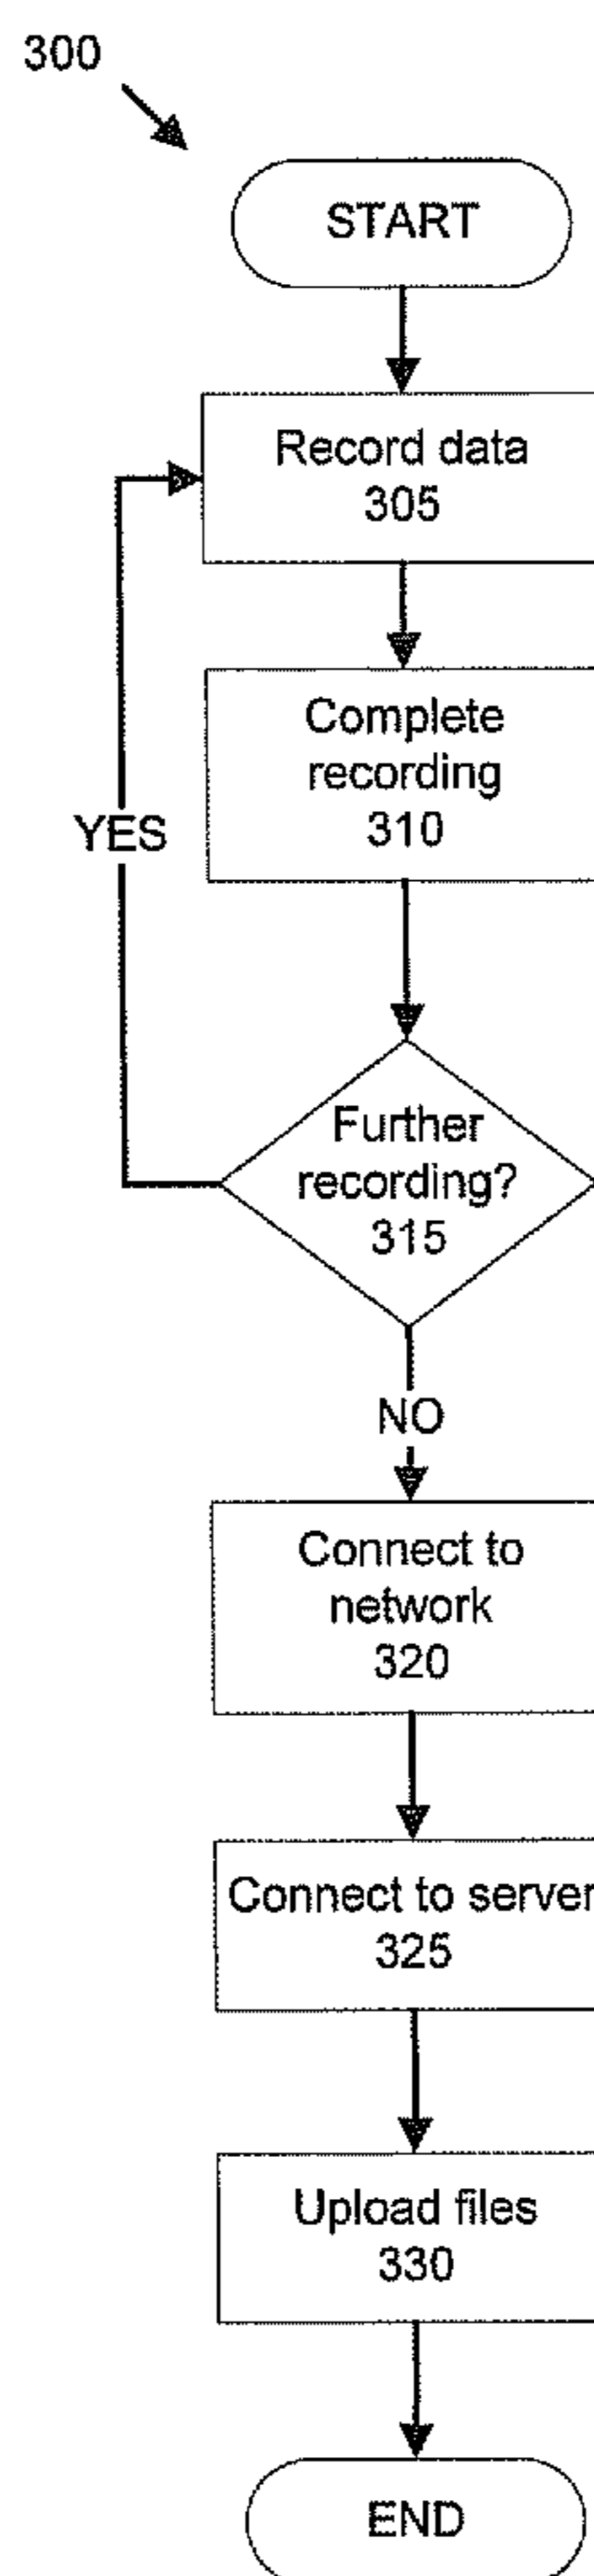 300
START
Record data
305
Complete
recording
310
YES
Further
recording?
315
NO
Connect to
network
320
Connect to server
325
Upload files
330
END